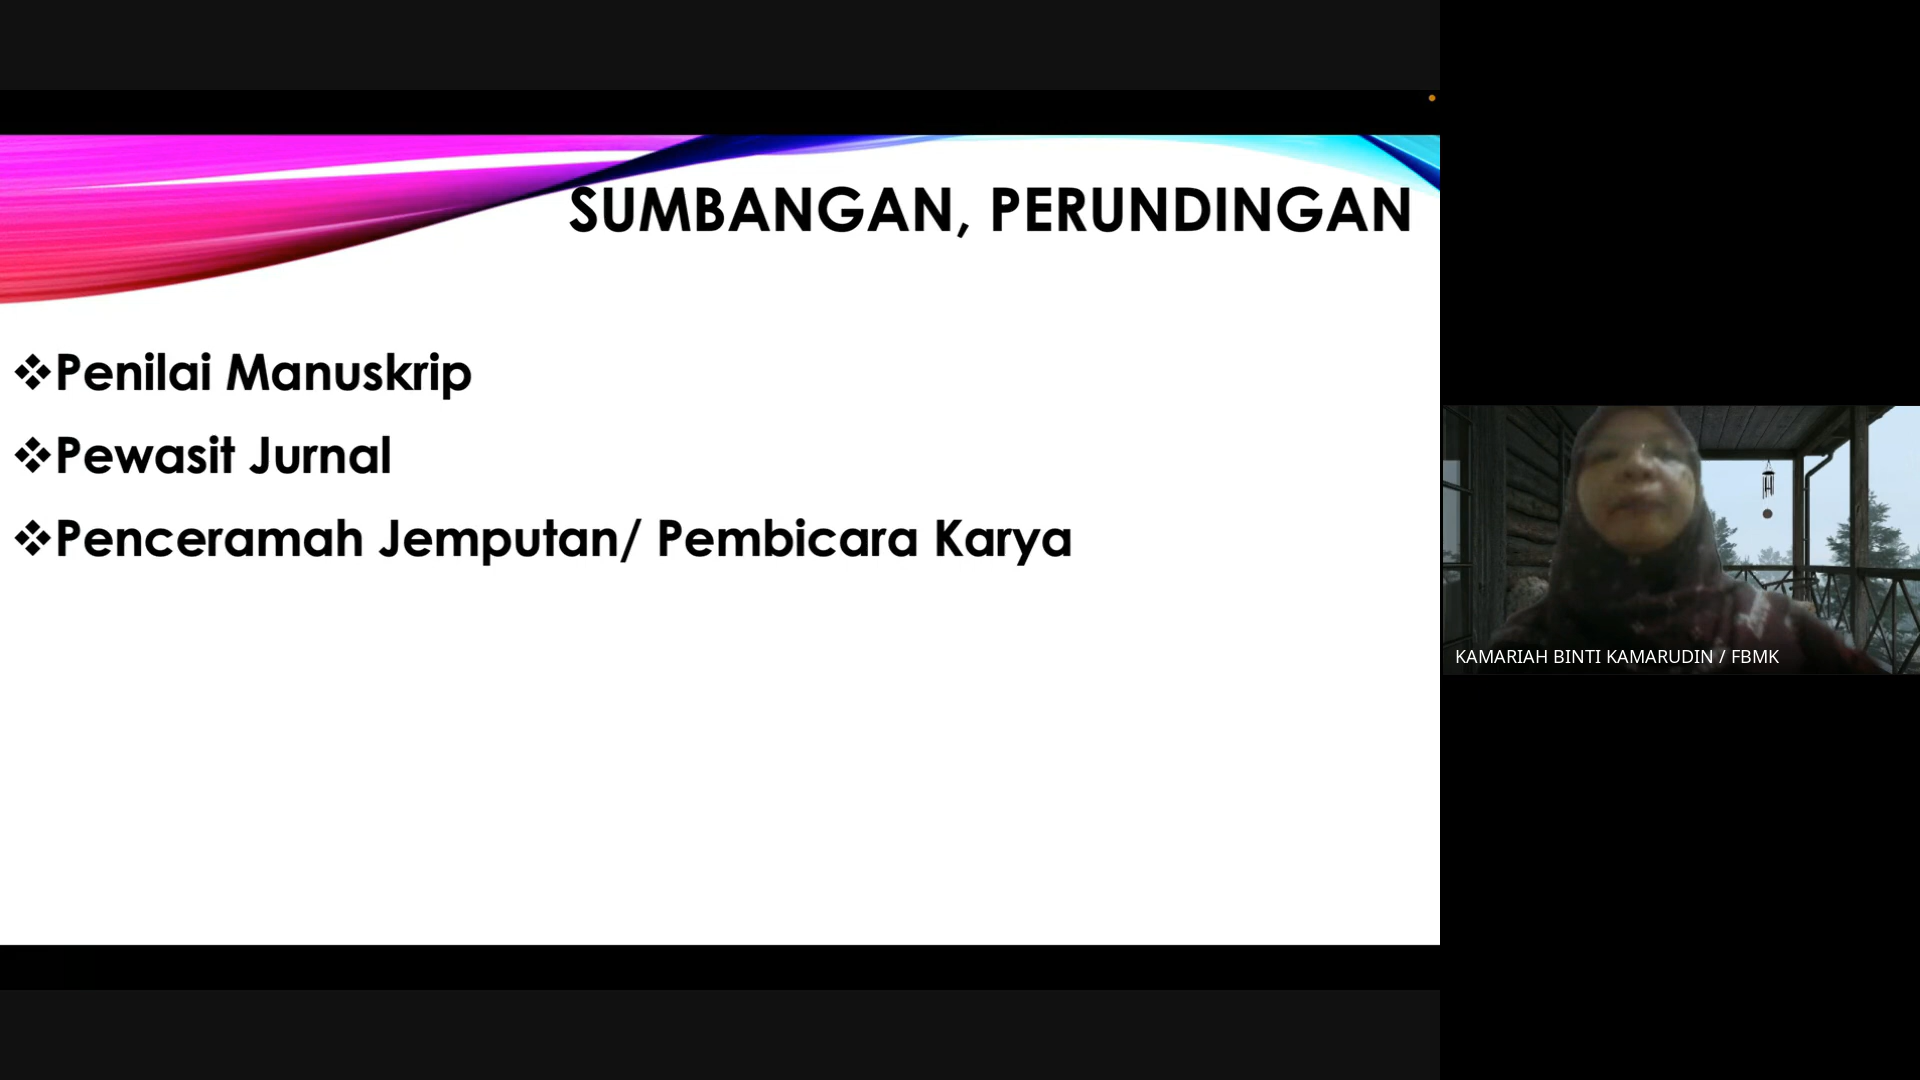 SUMBANGAN, PERUNDINGAN
❖Penilai Manuskrip
❖Pewasit Jurnal
❖Penceramah Jemputan/ Pembicara Karya
KAMARIAH BINTI KAMARUDIN / FBMK